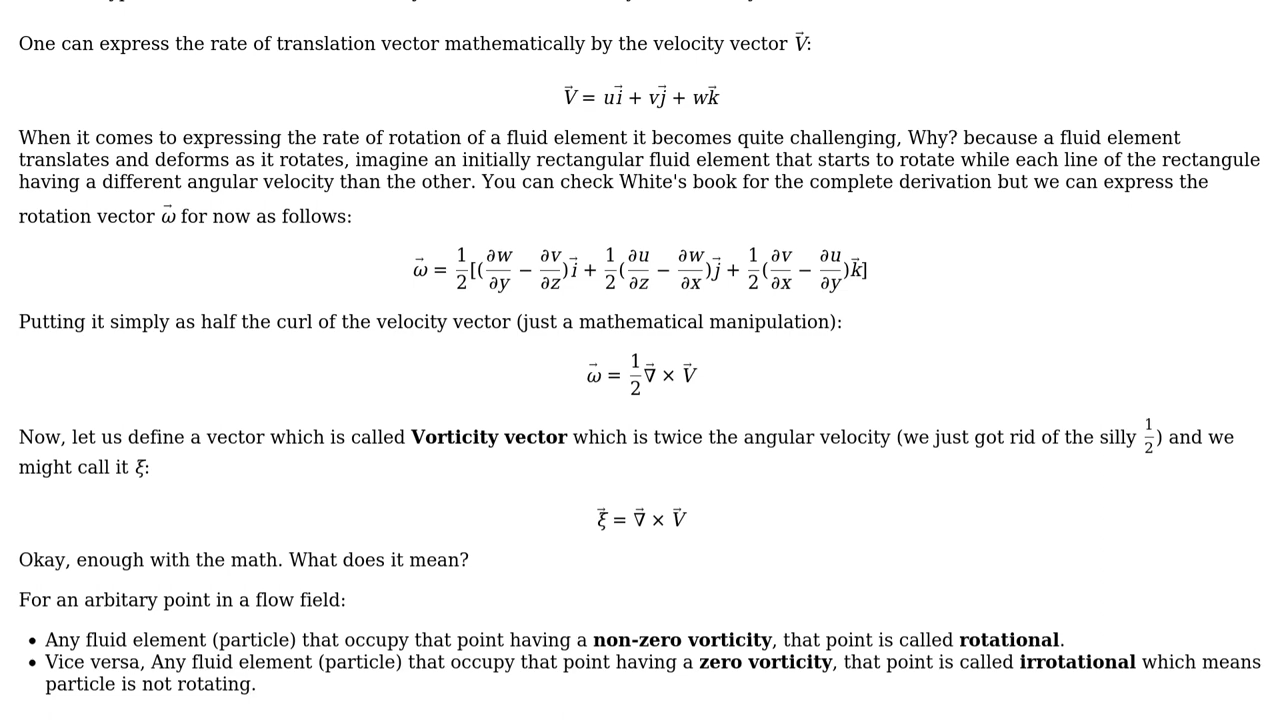 One can express the rate of translation vector mathematically by the velocity vector V⃗:
V⃗ = ui⃗ + vj⃗ + wk⃗
When it comes to expressing the rate of rotation of a fluid element it becomes quite challenging, Why? because a fluid element
translates and deforms as it rotates, imagine an initially rectangular fluid element that starts to rotate while each line of the rectangule
having a different angular velocity than the other. You can check White's book for the complete derivation but we can express the
rotation vector ω⃗ for now as follows:
ω⃗ = 1/2[(∂w/∂y − ∂v/∂z)i⃗ + 1/2(∂u/∂z − ∂w/∂x)j⃗ + 1/2(∂v/∂x − ∂u/∂y)k⃗]
Putting it simply as half the curl of the velocity vector (just a mathematical manipulation):
ω⃗ = 1/2 ∇⃗ × V⃗
Now, let us define a vector which is called Vorticity vector which is twice the angular velocity (we just got rid of the silly 1/2) and we
might call it ξ⃗:
ξ⃗ = ∇⃗ × V⃗
Okay, enough with the math. What does it mean?
For an arbitary point in a flow field:
• Any fluid element (particle) that occupy that point having a non-zero vorticity, that point is called rotational.
• Vice versa, Any fluid element (particle) that occupy that point having a zero vorticity, that point is called irrotational which means
particle is not rotating.